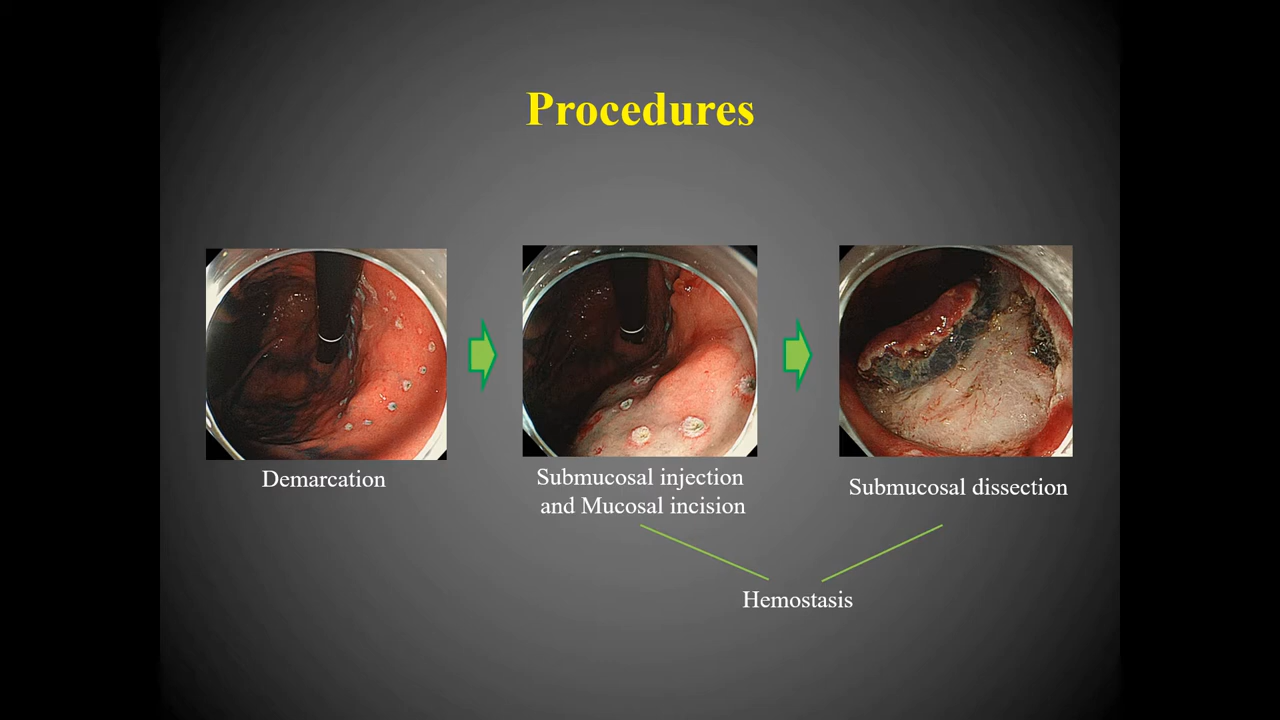 Procedures
Demarcation
Submucosal injection
and Mucosal incision
Submucosal dissection
Hemostasis